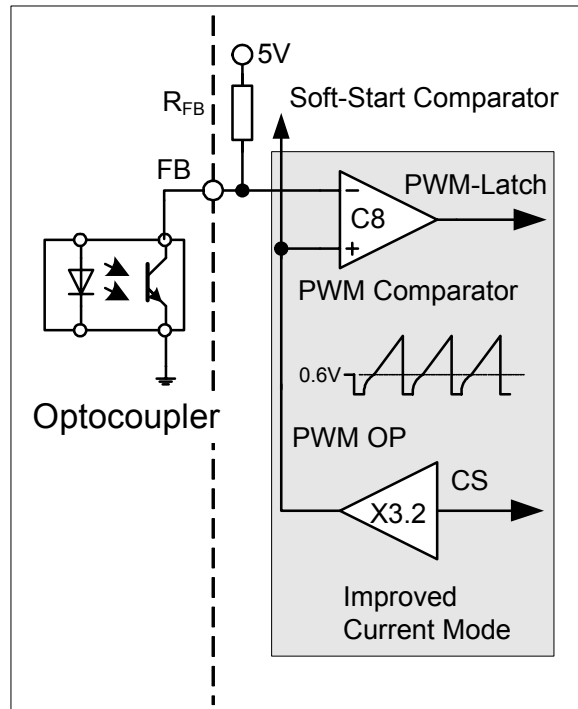 5V
Soft-Start Comparator
RFB
FB
PWM-Latch
−
C8
+
PWM Comparator
0.6V
Optocoupler
PWM OP
CS
X3.2
Improved
Current Mode